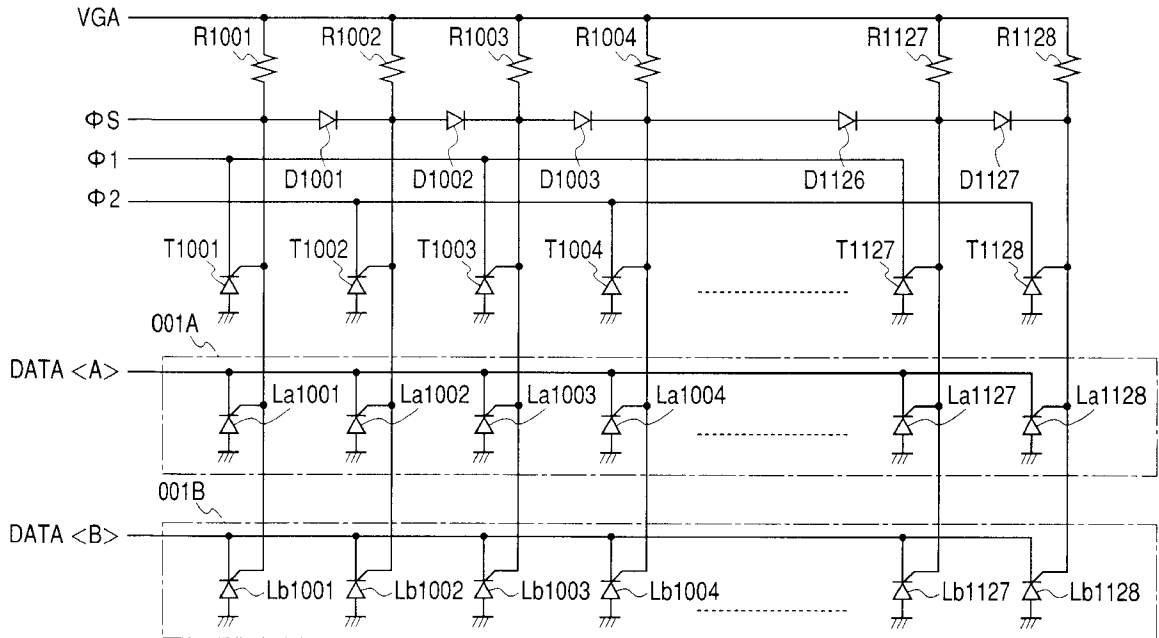 VGA
R1001 R1002 R1003 R1004 R1127 R1128
ΦS
Φ1
D1001 D1002 D1003 D1126 D1127
Φ2
T1001 T1002 T1003 T1004 T1127 T1128
001A
DATA <A>
La1001 La1002 La1003 La1004 La1127 La1128
001B
DATA <B>
Lb1001 Lb1002 Lb1003 Lb1004 Lb1127 Lb1128